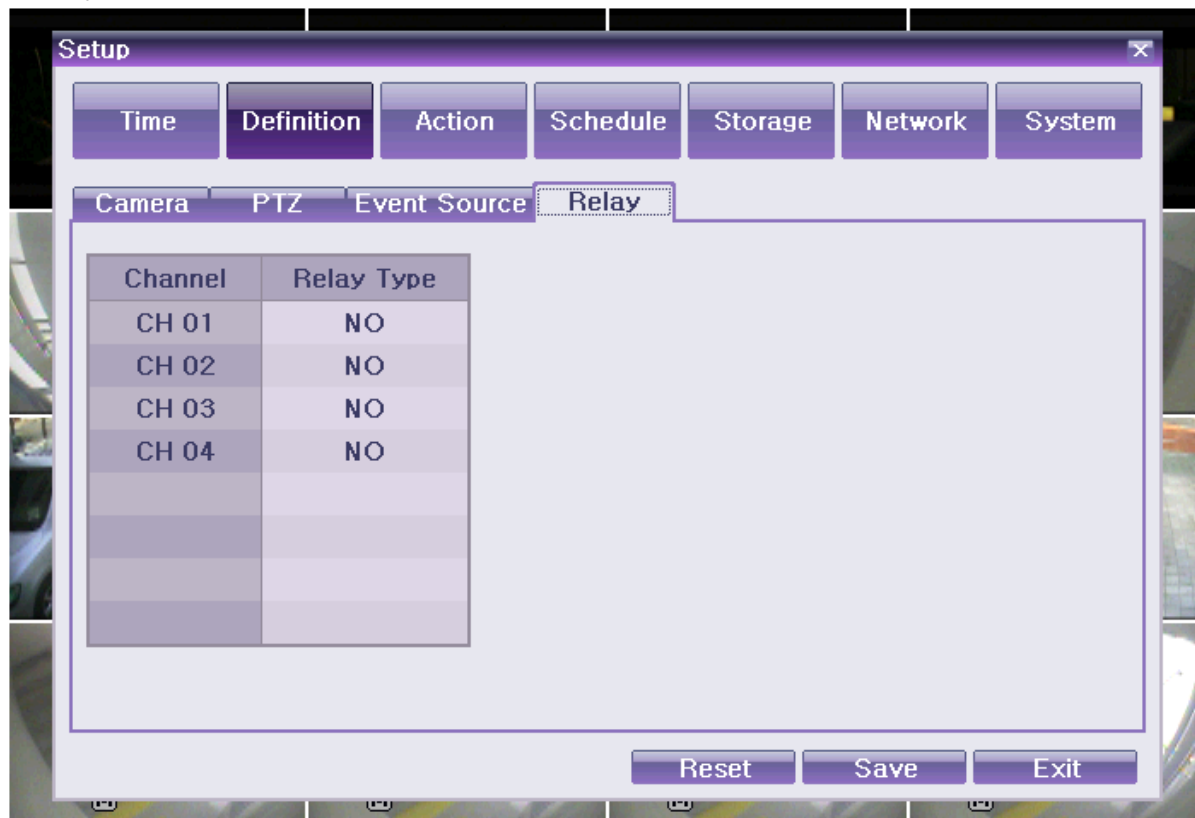 Setup
Time Definition Action Schedule Storage Network System
Camera PTZ Event Source Relay
Channel Relay Type
CH 01 NO
CH 02 NO
CH 03 NO
CH 04 NO
Reset Save Exit